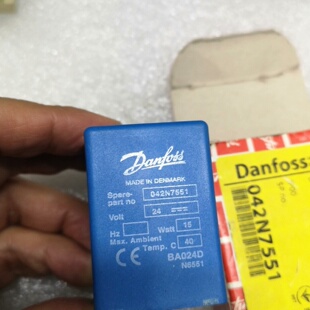 Danfoss
MADE IN DENMARK
Spare-
part no 042N7551
Volt 24
Hz Watt 15
Max. Ambient
Temp. C 40
BA024D
N5551
Danfoss
042N7551